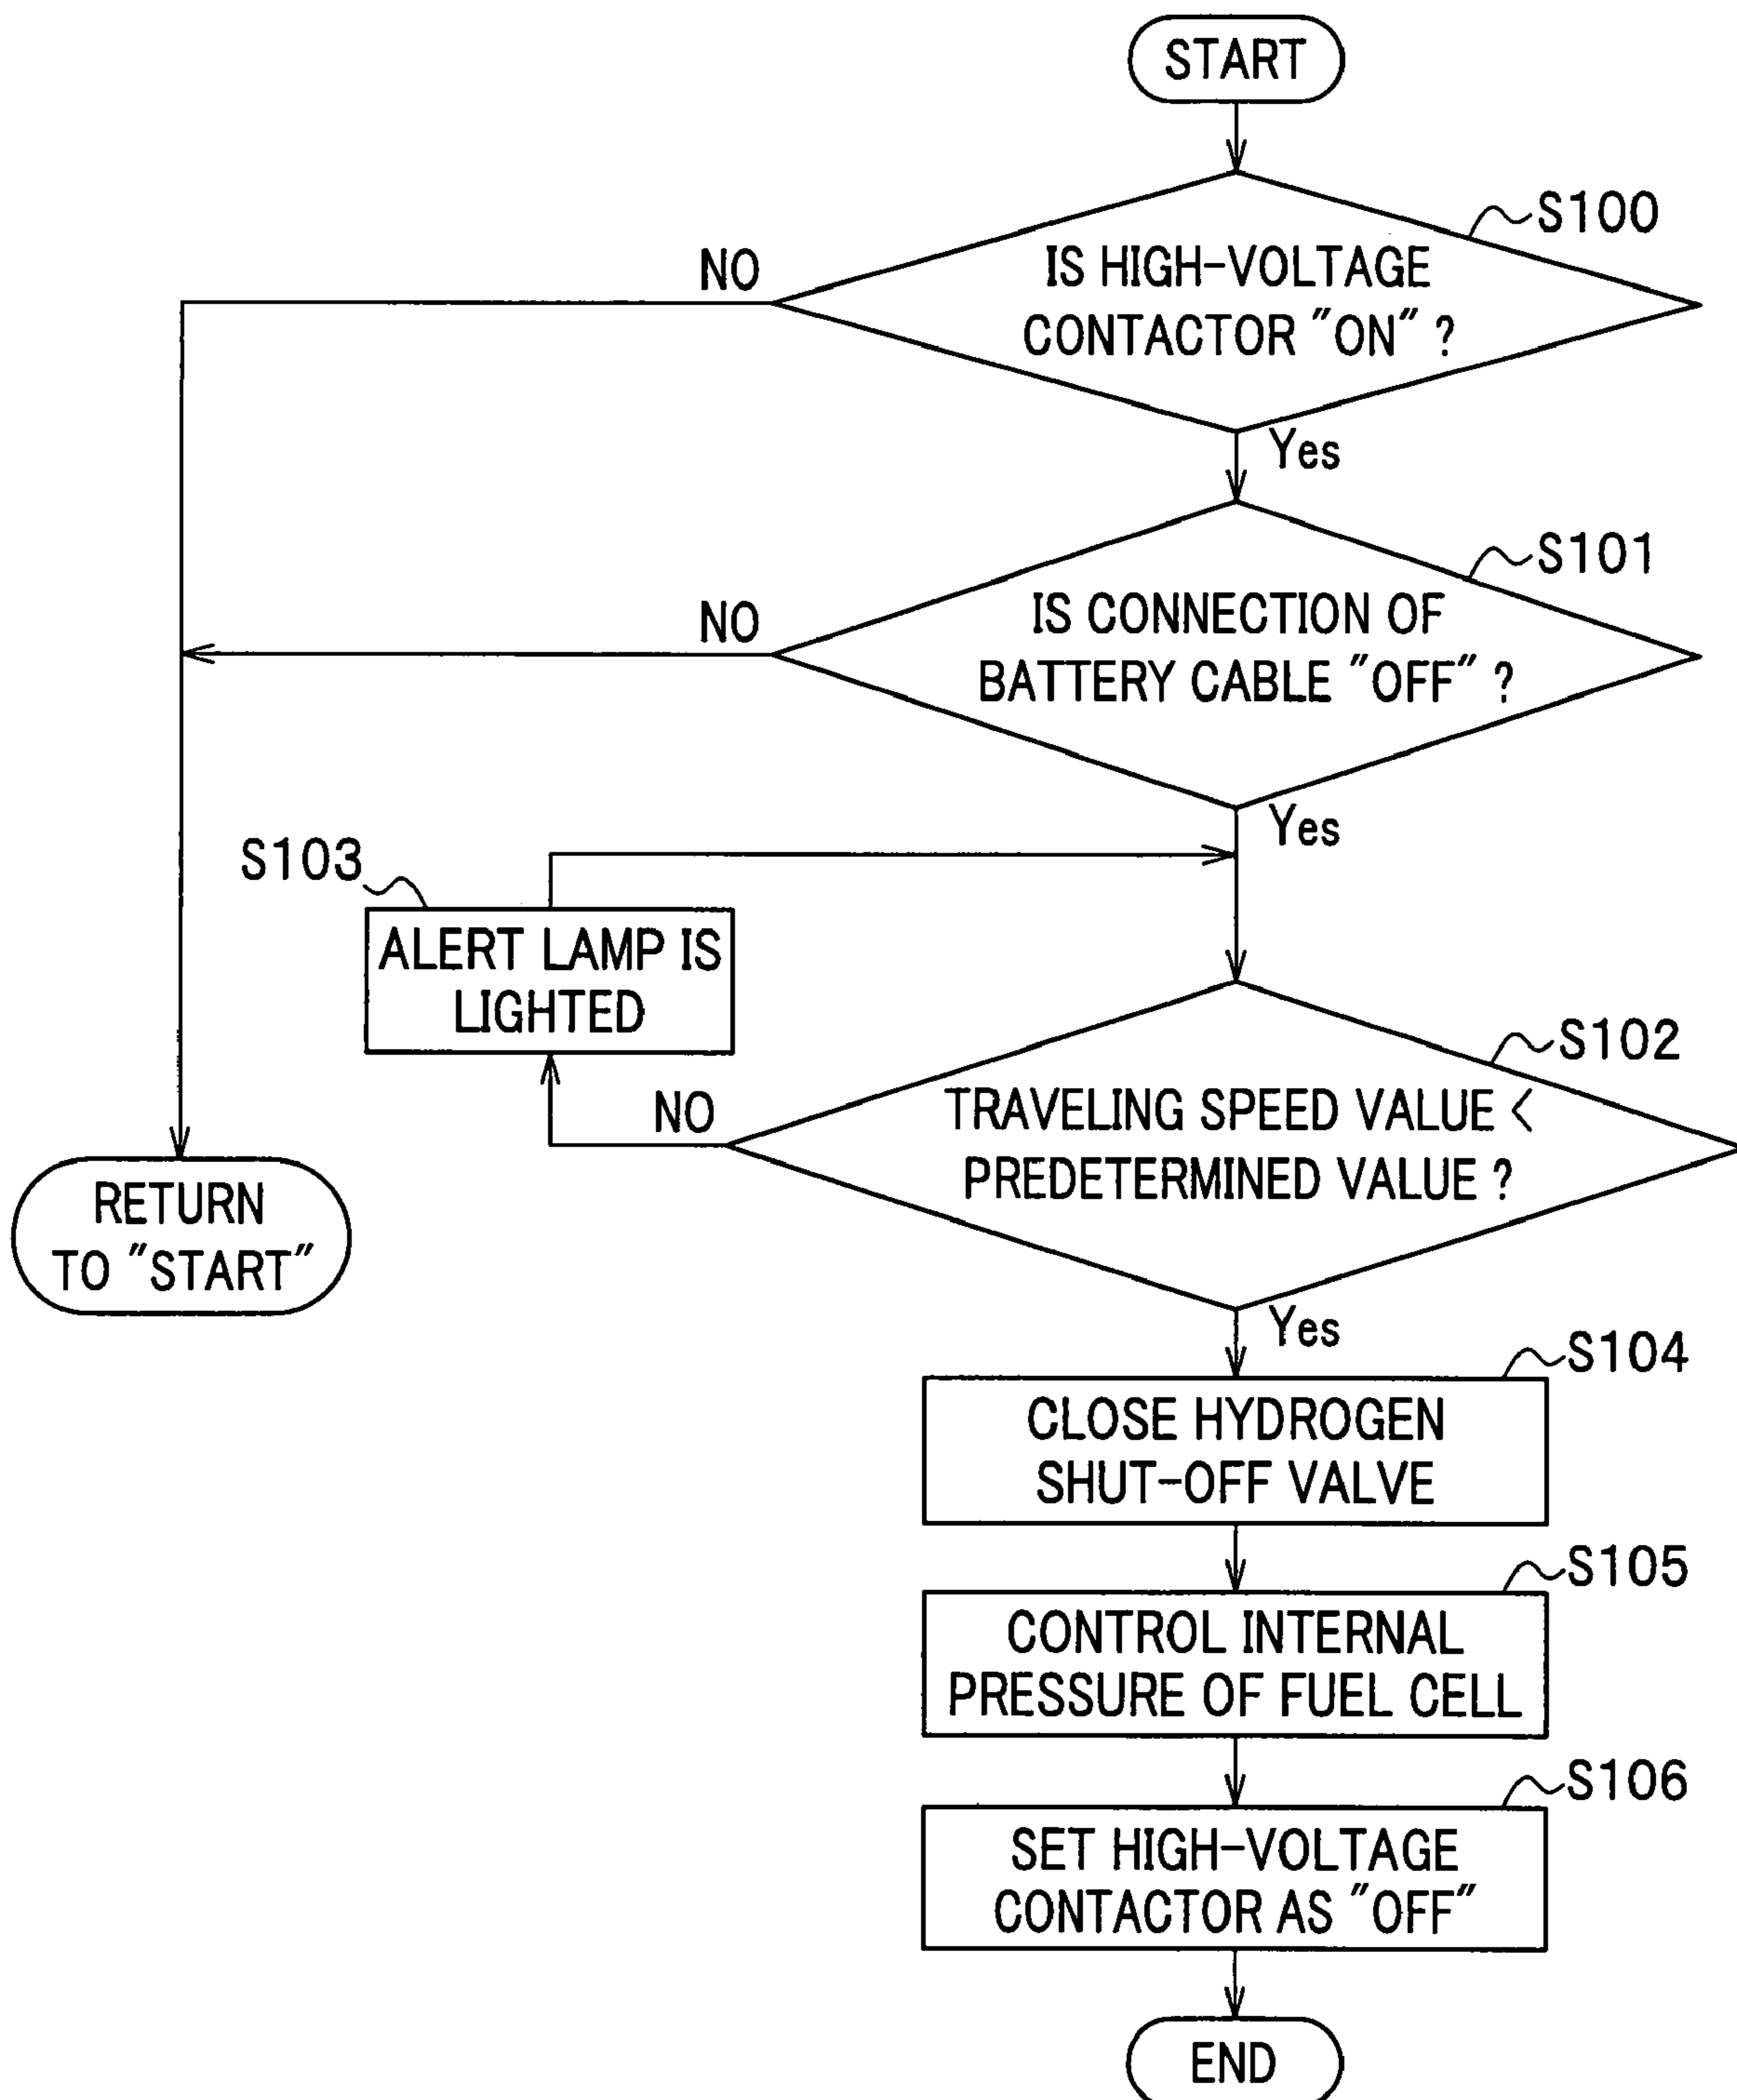 START
S100
IS HIGH-VOLTAGE
CONTACTOR "ON" ?
NO
Yes
S101
IS CONNECTION OF
BATTERY CABLE "OFF" ?
NO
Yes
S103
ALERT LAMP IS
LIGHTED
S102
TRAVELING SPEED VALUE <
PREDETERMINED VALUE ?
NO
RETURN
TO "START"
Yes
S104
CLOSE HYDROGEN
SHUT-OFF VALVE
S105
CONTROL INTERNAL
PRESSURE OF FUEL CELL
S106
SET HIGH-VOLTAGE
CONTACTOR AS "OFF"
END